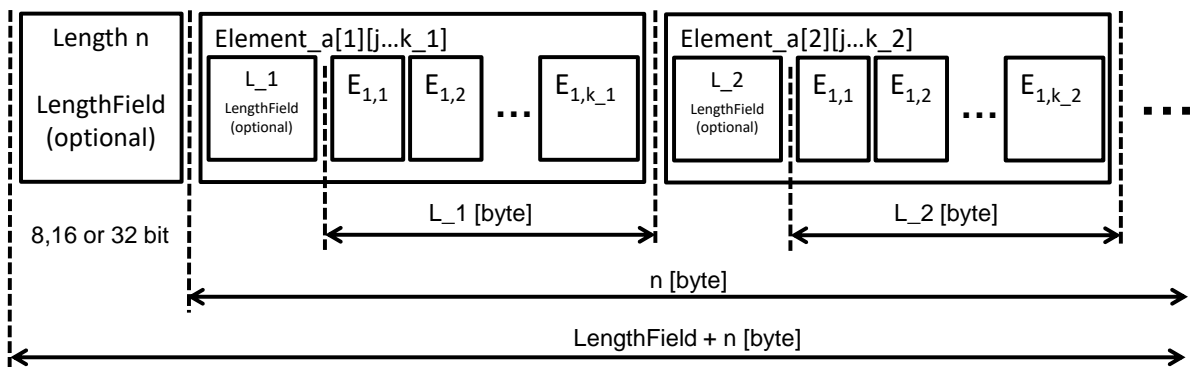 Length n
LengthField
(optional)
Element_a[1][j...k_1]
L_1
LengthField
(optional)
E1,1
E1,2
...
E1,k_1
Element_a[2][j...k_2]
L_2
LengthField
(optional)
E1,1
E1,2
...
E1,k_2
...
8,16 or 32 bit
L_1 [byte]
L_2 [byte]
n [byte]
LengthField + n [byte]